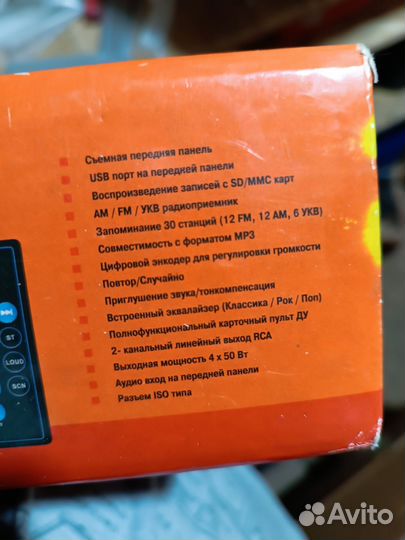 Съемная передняя панель
USB порт на передней панели
Воспроизведение записей с SD/MMC карт
AM / FM / УКВ радиоприемник
Запоминание 30 станций (12 FM, 12 AM, 6 УКВ)
Совместимость с форматом MP3
Цифровой энкодер для регулировки громкости
Повтор/Случайно
Приглушение звука/тонкомпенсация
Встроенный эквалайзер (Классика / Рок / Поп)
Полнофункциональный карточный пульт ДУ
2- канальный линейный выход RCA
Выходная мощность 4 x 50 Вт
Аудио вход на передней панели
Разъем ISO типа
ST
LOUD
SCN
Avito